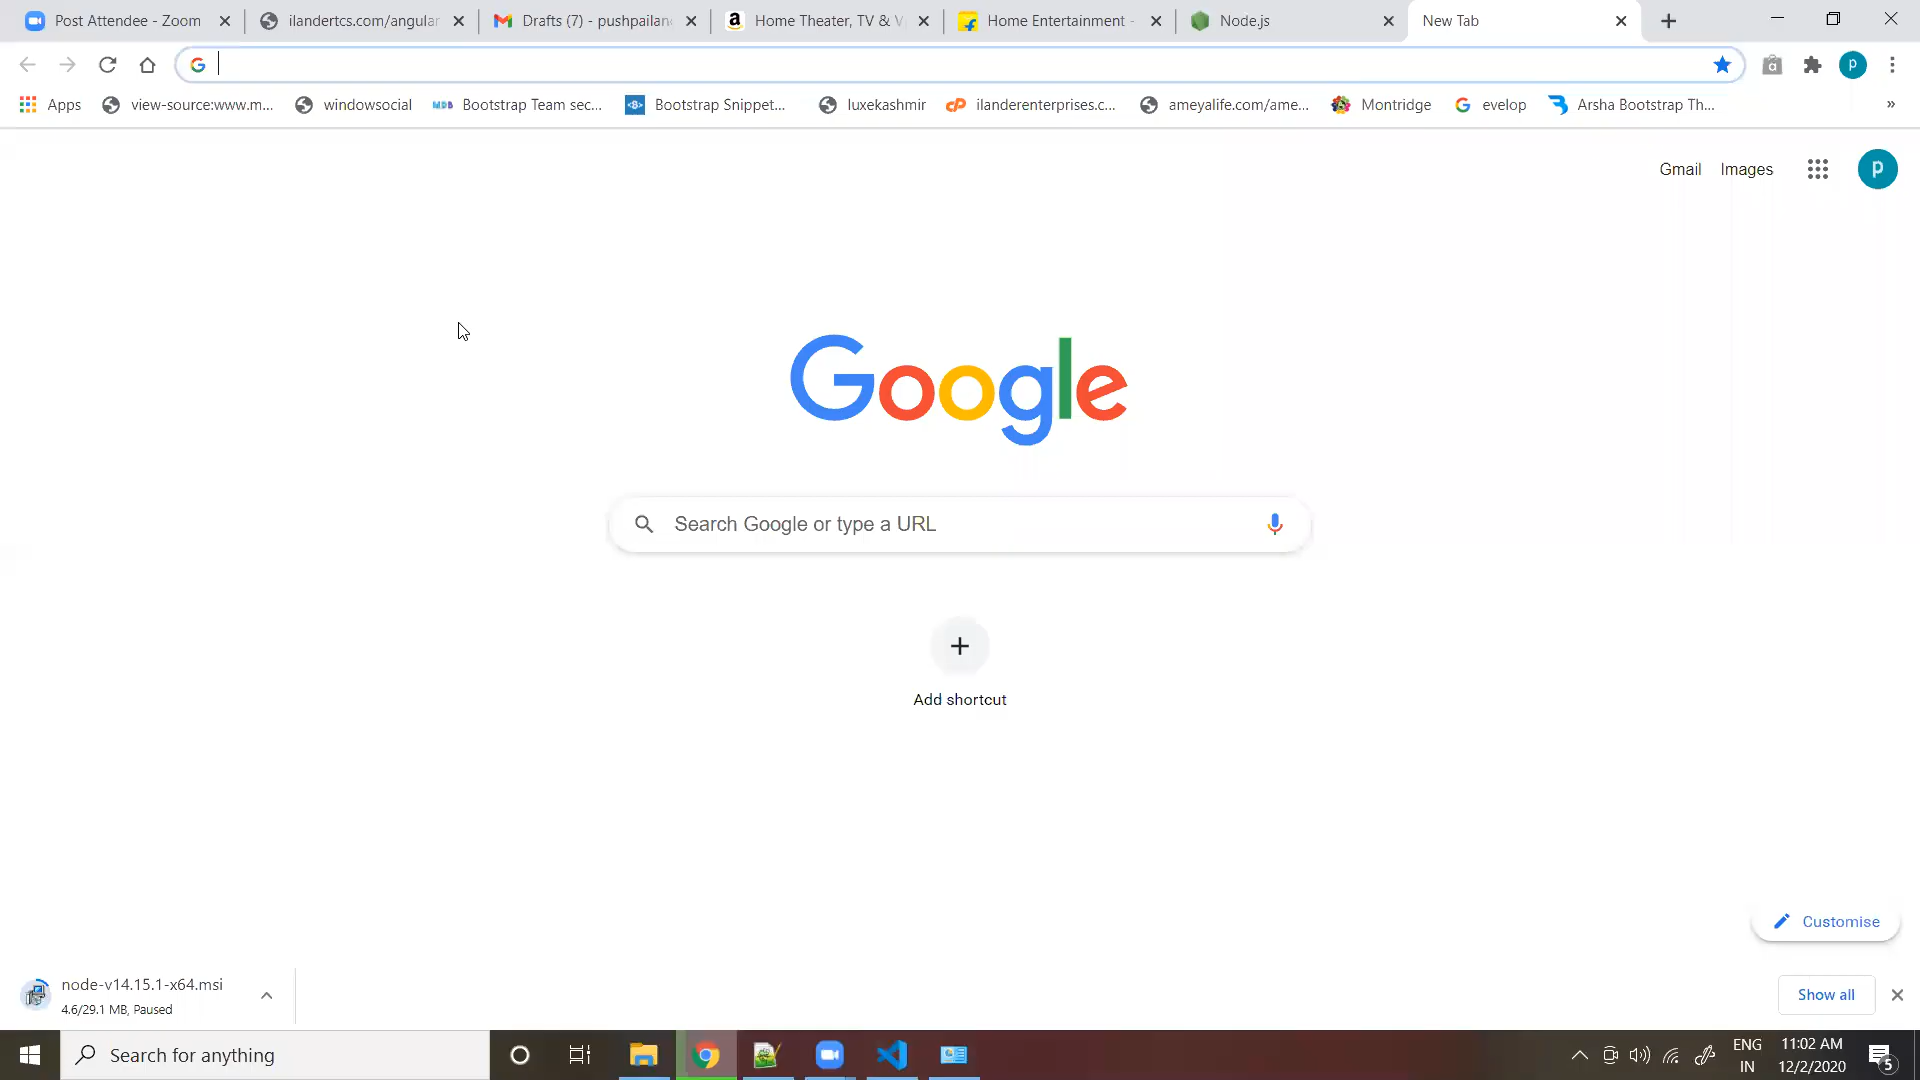 Post Attendee - Zoom
ilandertcs.com/angular
Drafts (7) - pushpailand
Home Theater, TV & V
Home Entertainment -
Node.js
New Tab
P
Apps
view-source:www.m...
windowsocial
Bootstrap Team sec...
Bootstrap Snippet...
luxekashmir
ilanderenterprises.c...
ameyalife.com/ame...
Montridge
evelop
Arsha Bootstrap Th...
»
Gmail
Images
p
Google
Search Google or type a URL
Add shortcut
Customise
node-v14.15.1-x64.msi
4.6/29.1 MB, Paused
Show all
Search for anything
ENG
IN
11:02 AM
12/2/2020
5